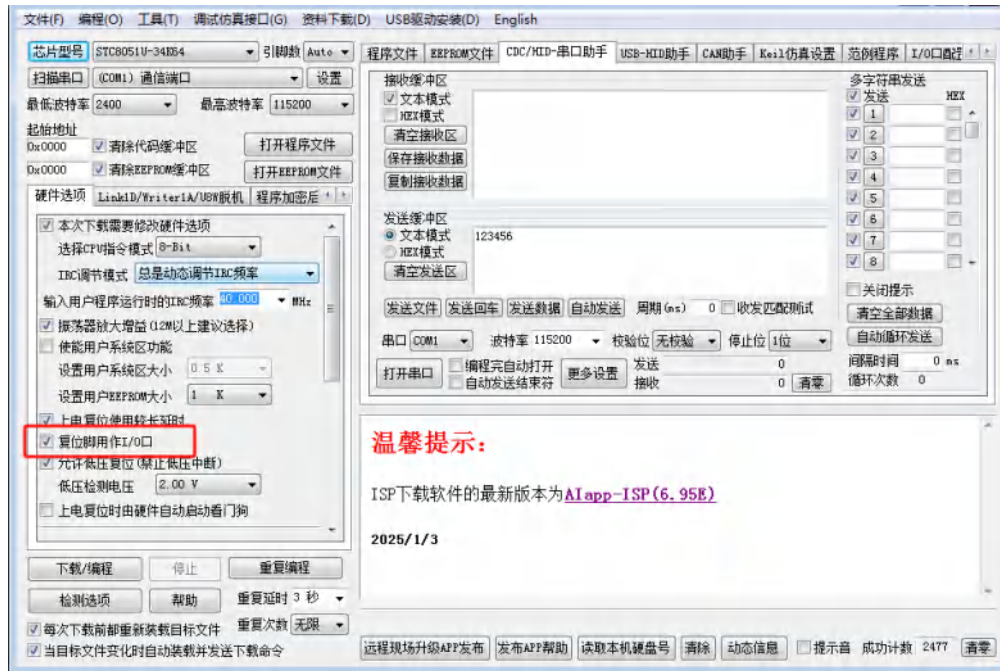 文件(F) 编程(O) 工具(T) 调试仿真接口(G) 资料下载(D) USB驱动安装(D) English
芯片型号 STC8051U-34K64 引脚数 Auto
扫描串口 (COM1) 通信端口 设置
最低波特率 2400 最高波特率 115200
起始地址
0x0000 清除代码缓冲区 打开程序文件
0x0000 清除EEPROM缓冲区 打开EEPROM文件
硬件选项 Link1D/Writer1A/U8W脱机 程序加密后
本次下载需要修改硬件选项
选择CPU指令模式 8-Bit
IRC调节模式 总是动态调节IRC频率
输入用户程序运行时的IRC频率 40.000 MHz
振荡器放大增益(12M以上建议选择)
使能用户系统区功能
设置用户系统区大小 0.5 K
设置用户EEPROM大小 1 K
上电复位使用较长延时
复位脚用作I/O口
允许低压复位(禁止低压中断)
低压检测电压 2.00 V
上电复位时由硬件自动启动看门狗
下载/编程 停止 重复编程
检测选项 帮助 重复延时 3 秒
每次下载前都重新装载目标文件 重复次数 无限
当目标文件变化时自动装载并发送下载命令
程序文件 EEPROM文件 CDC/HID-串口助手 USB-HID助手 CAN助手 Keil仿真设置 范例程序 I/O口配
接收缓冲区
文本模式
HEX模式
清空接收区
保存接收数据
复制接收数据
多字符串发送
发送 HEX
1
2
3
4
5
6
7
8
发送缓冲区
文本模式 123456
HEX模式
清空发送区
关闭提示
发送文件 发送回车 发送数据 自动发送 周期(ms) 0 收发匹配测试 清空全部数据
串口 COM1 波特率 115200 校验位 无校验 停止位 1位 自动循环发送
打开串口 编程完自动打开 更多设置 发送 0 间隔时间 0 ms
自动发送结束符 接收 0 清零 循环次数 0
温馨提示:
ISP下载软件的最新版本为AIapp-ISP(6.95E)
2025/1/3
远程现场升级APP发布 发布APP帮助 读取本机硬盘号 清除 动态信息 提示音 成功计数 2477 清零